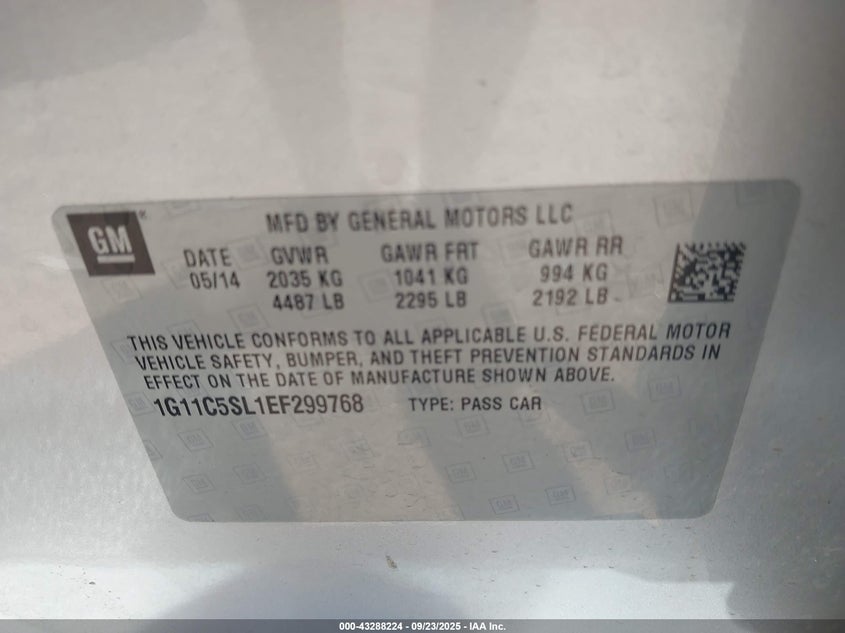 GM
MFD BY GENERAL MOTORS LLC
DATE GVWR GAWR FRT GAWR RR
05/14 2035 KG 1041 KG 994 KG
4487 LB 2295 LB 2192 LB
THIS VEHICLE CONFORMS TO ALL APPLICABLE U.S. FEDERAL MOTOR
VEHICLE SAFETY, BUMPER, AND THEFT PREVENTION STANDARDS IN
EFFECT ON THE DATE OF MANUFACTURE SHOWN ABOVE.
1G11C5SL1EF299768 TYPE: PASS CAR
000-43288224 - 09/23/2025 - IAA Inc.